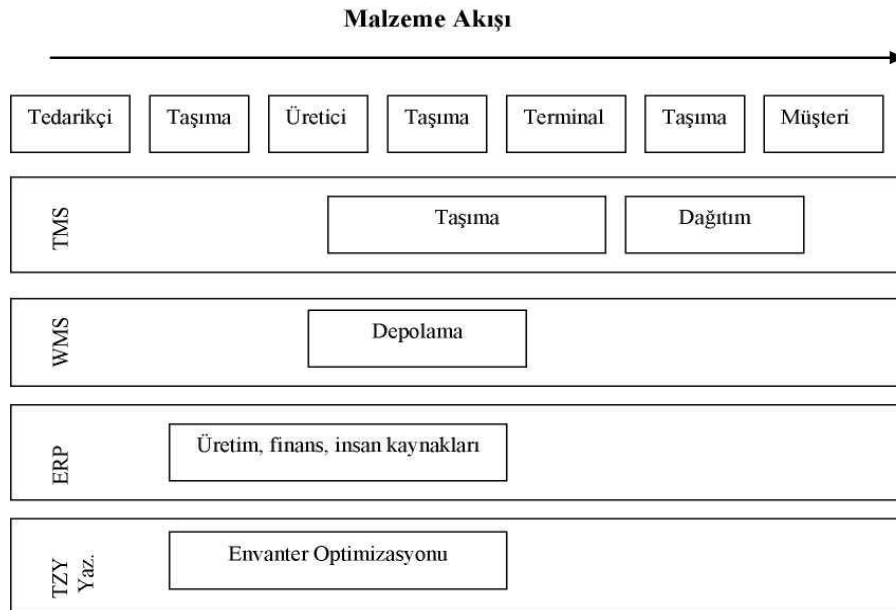 Malzeme Akışı
Tedarikçi
Taşıma
Üretici
Taşıma
Terminal
Taşıma
Müşteri
TMS
Taşıma
Dağıtım
WMS
Depolama
ERP
Üretim, finans, insan kaynakları
TZY
Yaz.
Envanter Optimizasyonu